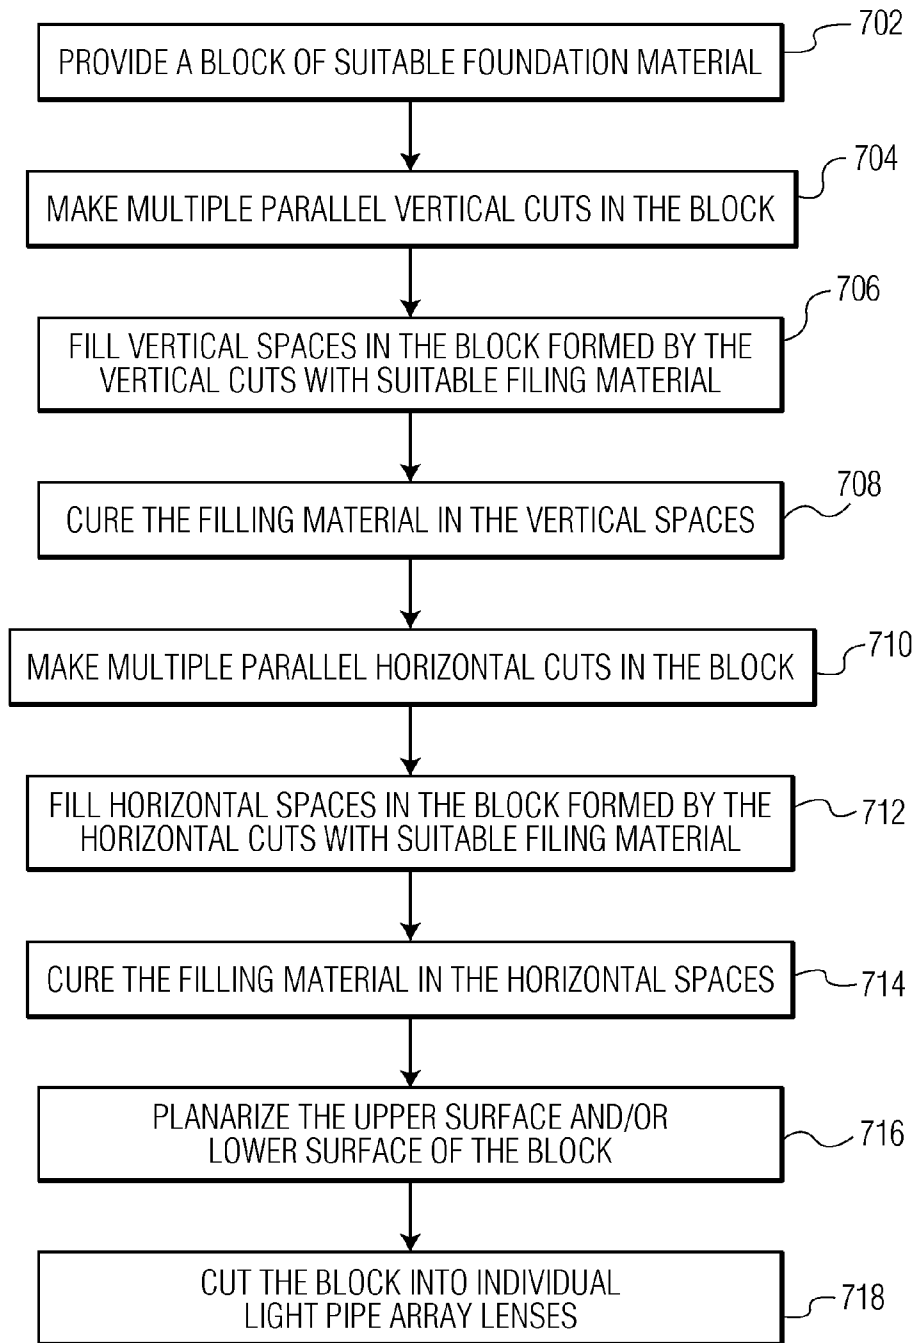 702
PROVIDE A BLOCK OF SUITABLE FOUNDATION MATERIAL
704
MAKE MULTIPLE PARALLEL VERTICAL CUTS IN THE BLOCK
706
FILL VERTICAL SPACES IN THE BLOCK FORMED BY THE
VERTICAL CUTS WITH SUITABLE FILING MATERIAL
708
CURE THE FILLING MATERIAL IN THE VERTICAL SPACES
MAKE MULTIPLE PARALLEL HORIZONTAL CUTS IN THE BLOCK
710
FILL HORIZONTAL SPACES IN THE BLOCK FORMED BY THE
HORIZONTAL CUTS WITH SUITABLE FILING MATERIAL
712
CURE THE FILLING MATERIAL IN THE HORIZONTAL SPACES
714
PLANARIZE THE UPPER SURFACE AND/OR
LOWER SURFACE OF THE BLOCK
716
CUT THE BLOCK INTO INDIVIDUAL
LIGHT PIPE ARRAY LENSES
718